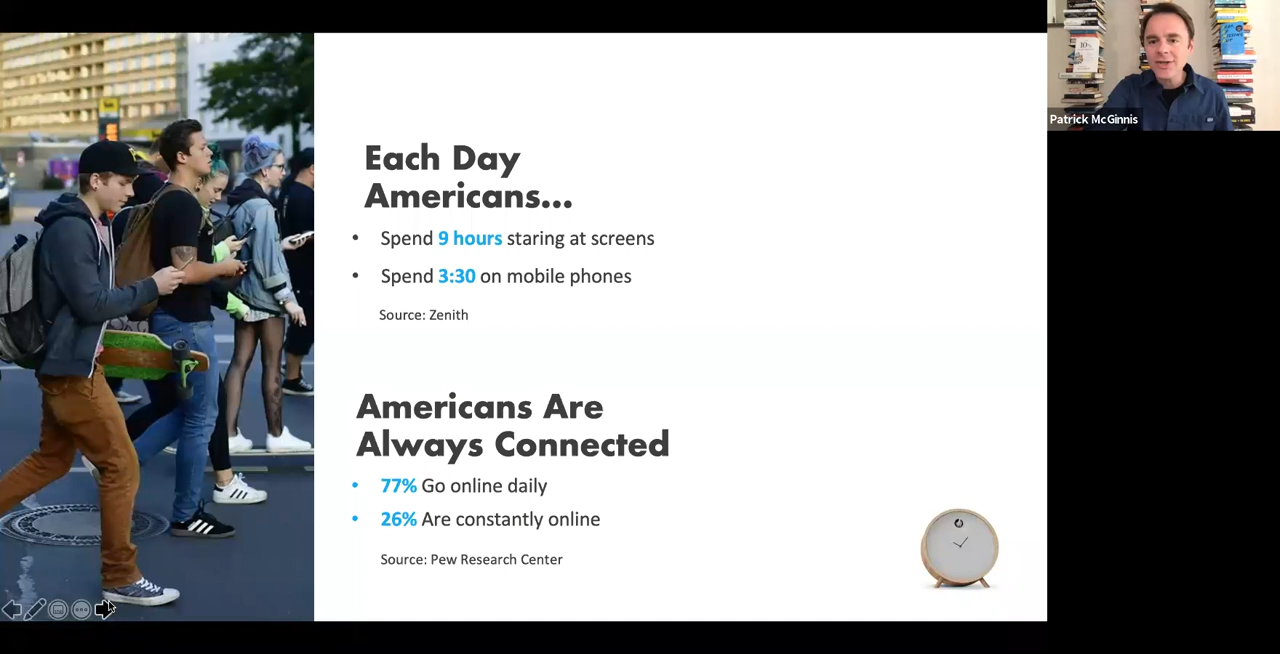 Each Day
Americans...
• Spend 9 hours staring at screens
• Spend 3:30 on mobile phones
Source: Zenith
Americans Are
Always Connected
• 77% Go online daily
• 26% Are constantly online
Source: Pew Research Center
10%
Patrick McGinnis